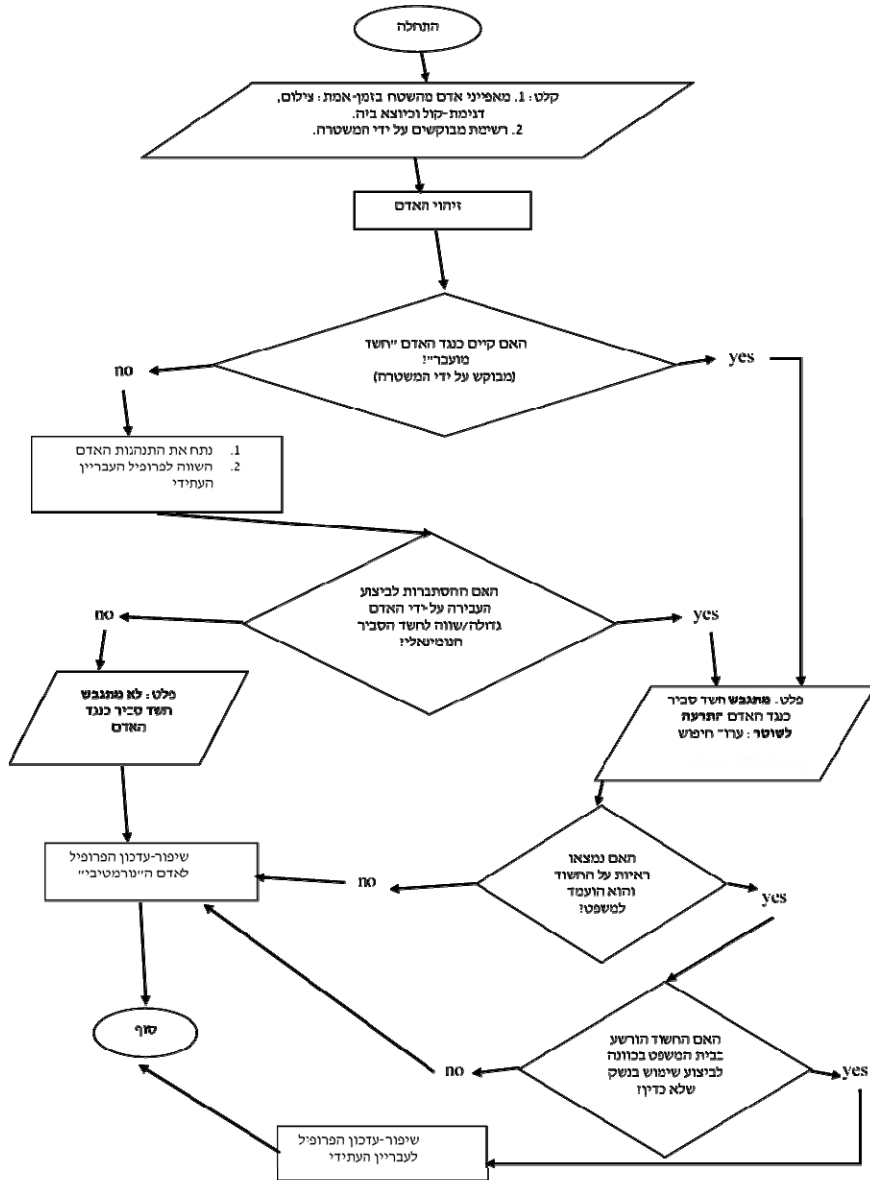 התחלה
קלט: 1. מאפייני אדם מהשטח בזמן-אמת: צילום,
דגימת-קול וכיוצא ביה.
2. רשימת מבוקשים על ידי המשטרה.
זיהוי האדם
האם קיים כנגד האדם "חשד
מועבר"?
(מבוקש על ידי המשטרה)
no
yes
1. נתח את התנהגות האדם
2. השווה לפרופיל העבריין
העתידי
האם ההסתברות לביצוע
העבירה על-ידי האדם
גדולה/שווה לחשד הסביר
הנומינאלי?
no
yes
פלט: לא מתגבש
חשד סביר כנגד
האדם
פלט. מתגבש חשד סביר
כנגד האדם התרעה
לשוטר: ערוך חיפוש
שיפור-עדכון הפרופיל
לאדם ה"נורמטיבי"
האם נמצאו
ראיות על החשוד
והוא הועמד
למשפט?
no
yes
סוף
האם החשוד הורשע
בבית המשפט בכוונה
לביצוע שימוש בנשק
שלא כדין?
no
yes
שיפור-עדכון הפרופיל
לעבריין העתידי